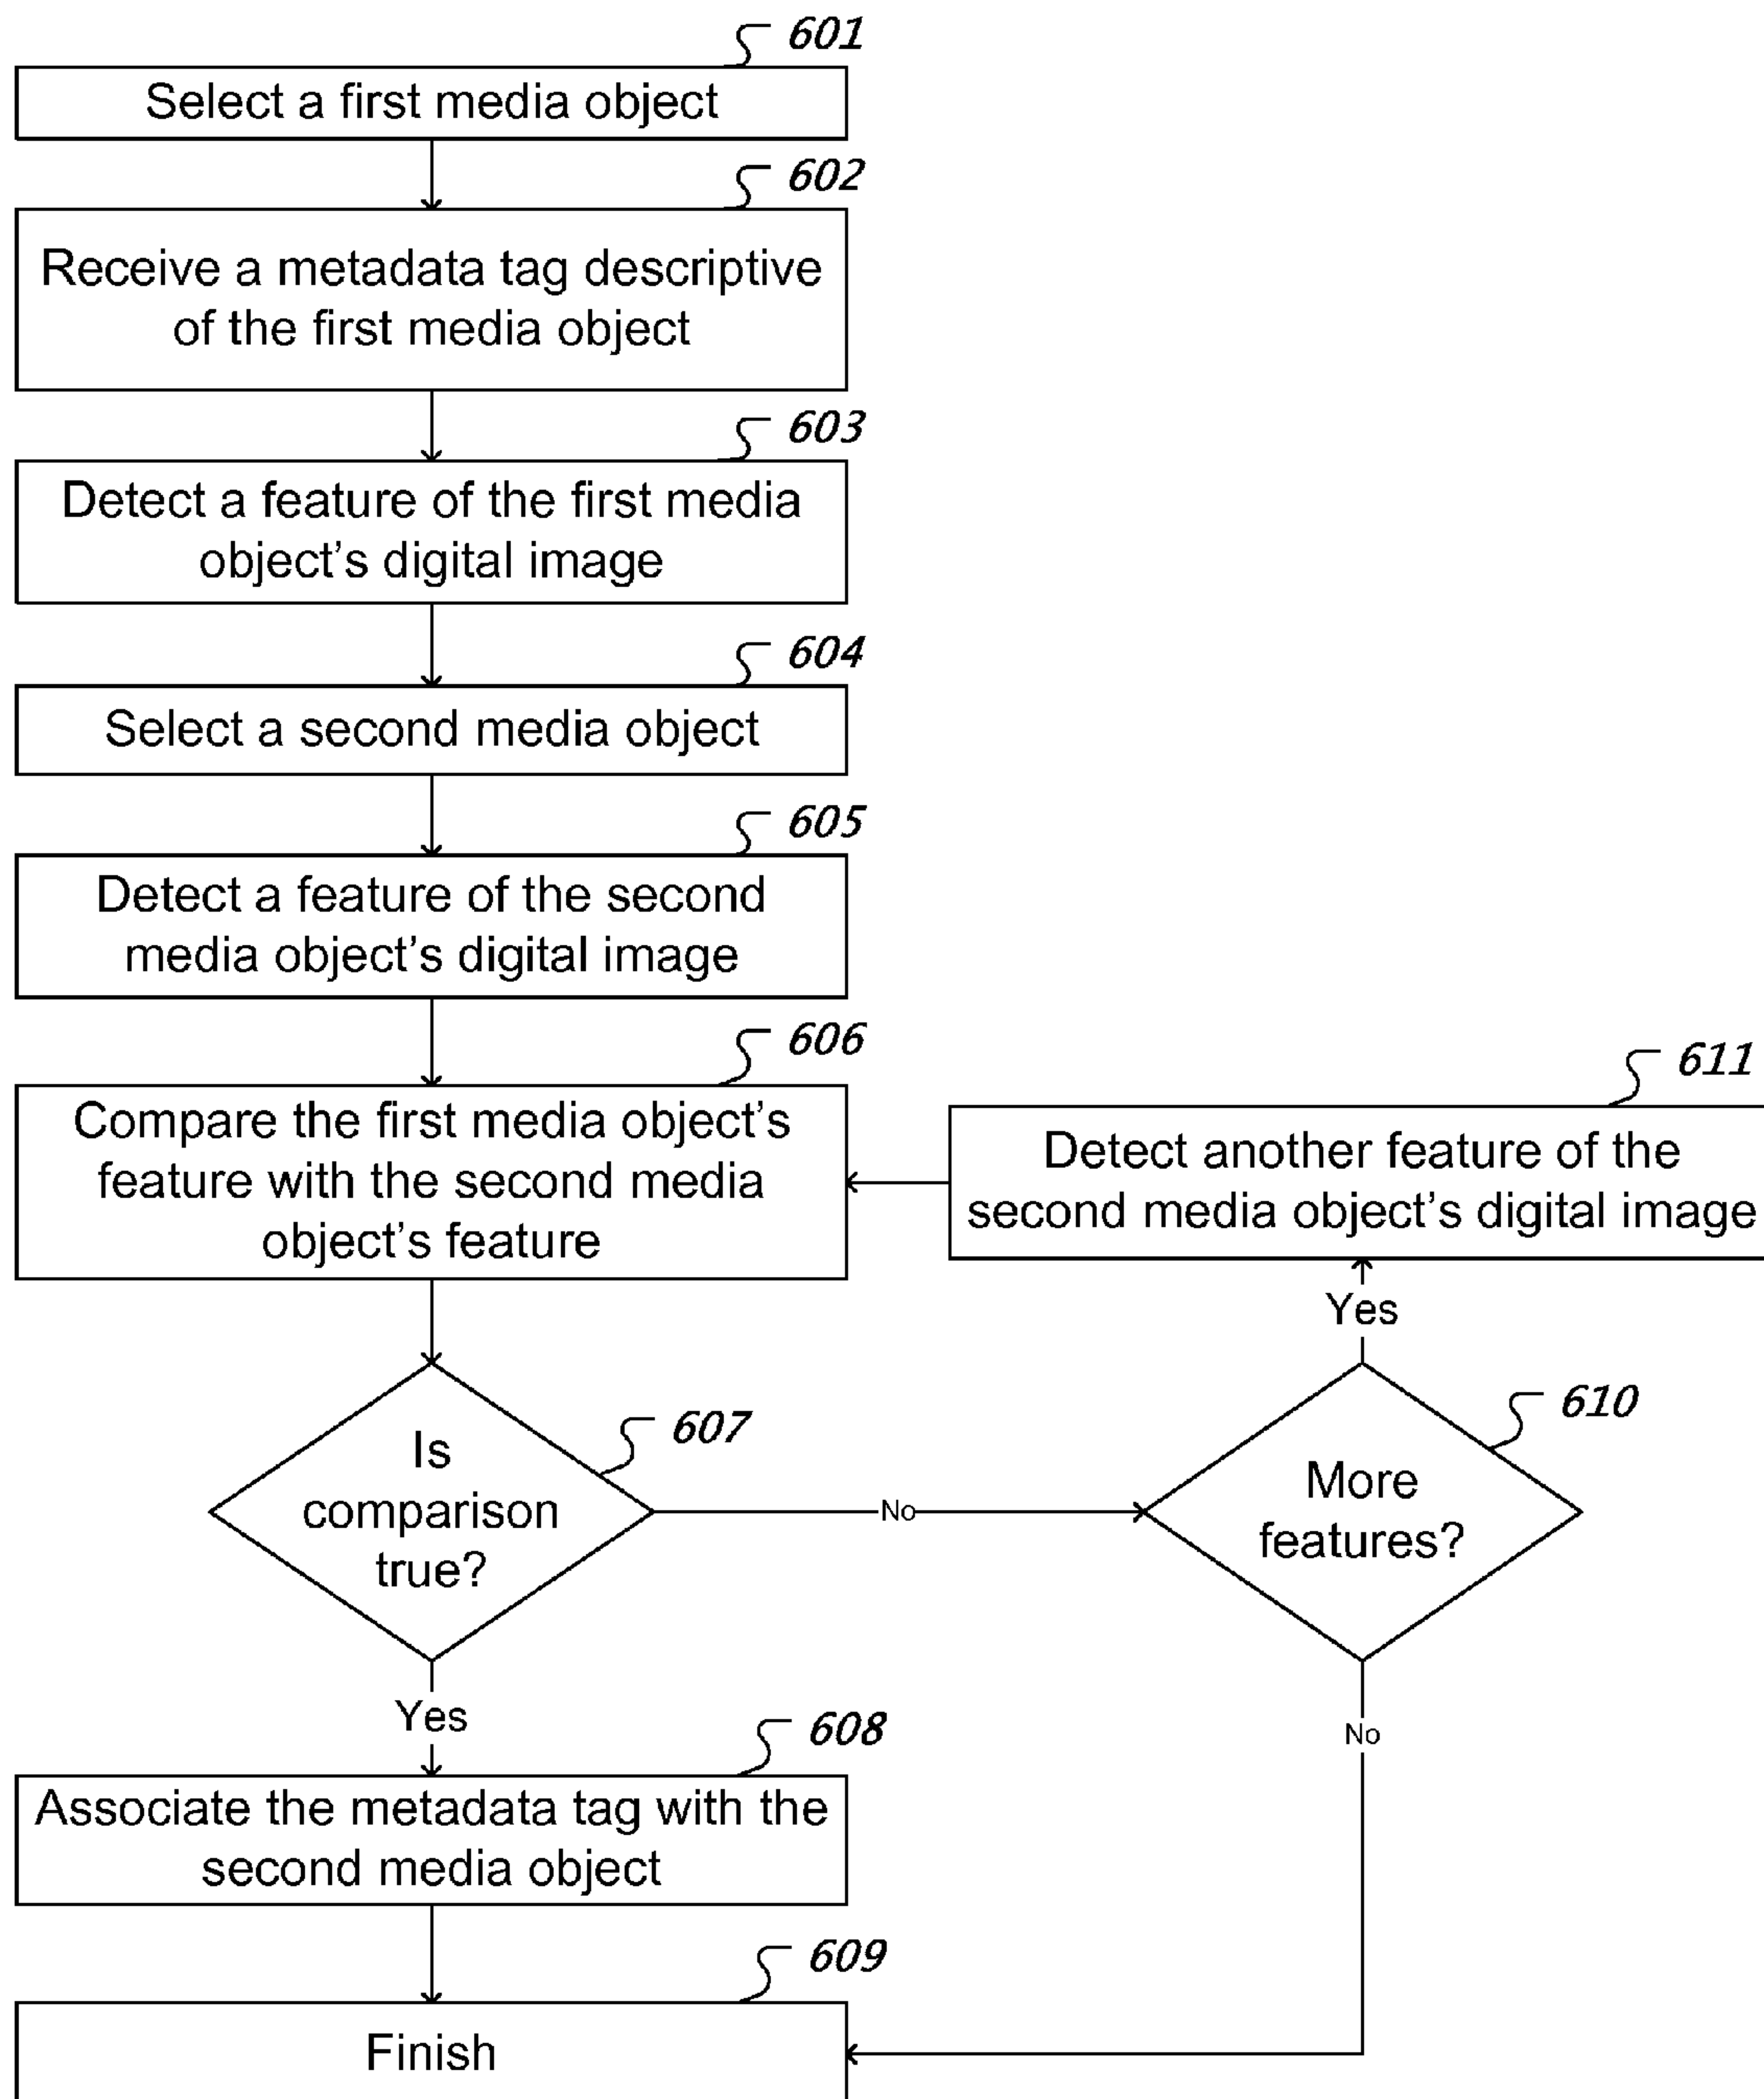 601
Select a first media object
602
Receive a metadata tag descriptive
of the first media object
603
Detect a feature of the first media
object's digital image
604
Select a second media object
605
Detect a feature of the second
media object's digital image
606
Compare the first media object's
feature with the second media
object's feature
611
Detect another feature of the
second media object's digital image
Yes
607
Is
comparison
true?
No
610
More
features?
Yes
No
608
Associate the metadata tag with the
second media object
609
Finish